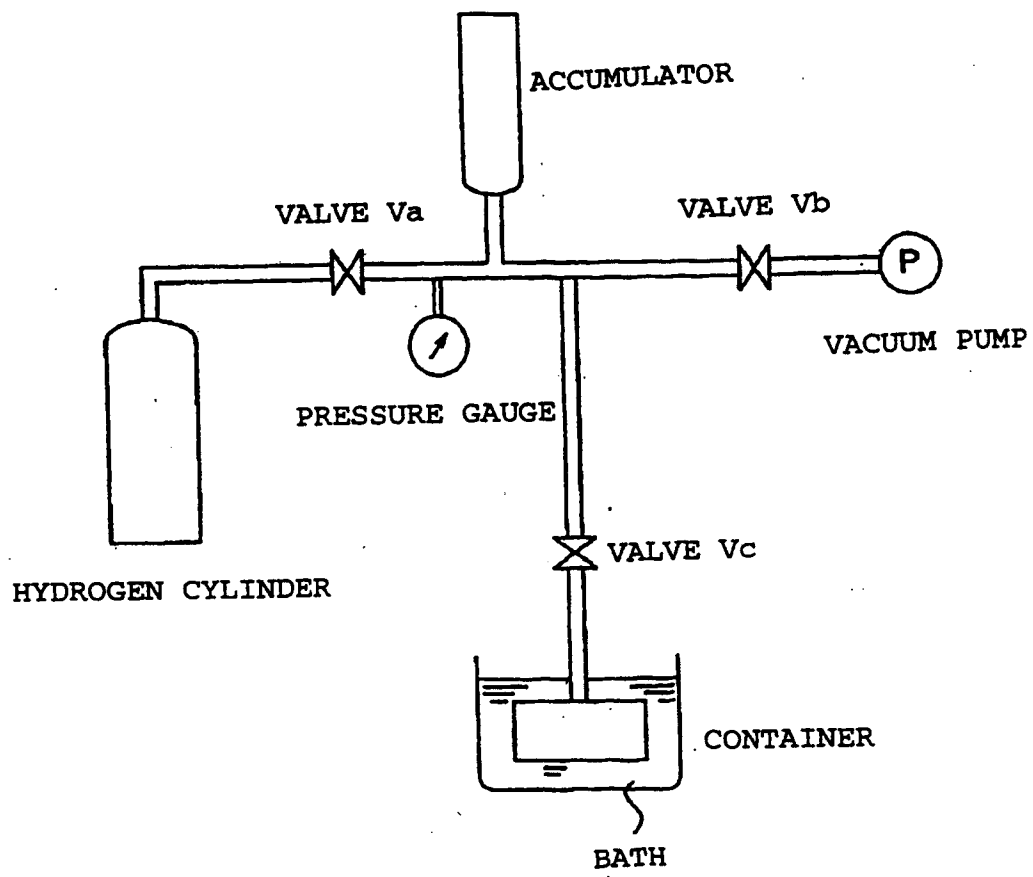 ACCUMULATOR
VALVE Va
VALVE Vb
P
VACUUM PUMP
PRESSURE GAUGE
VALVE Vc
HYDROGEN CYLINDER
CONTAINER
BATH